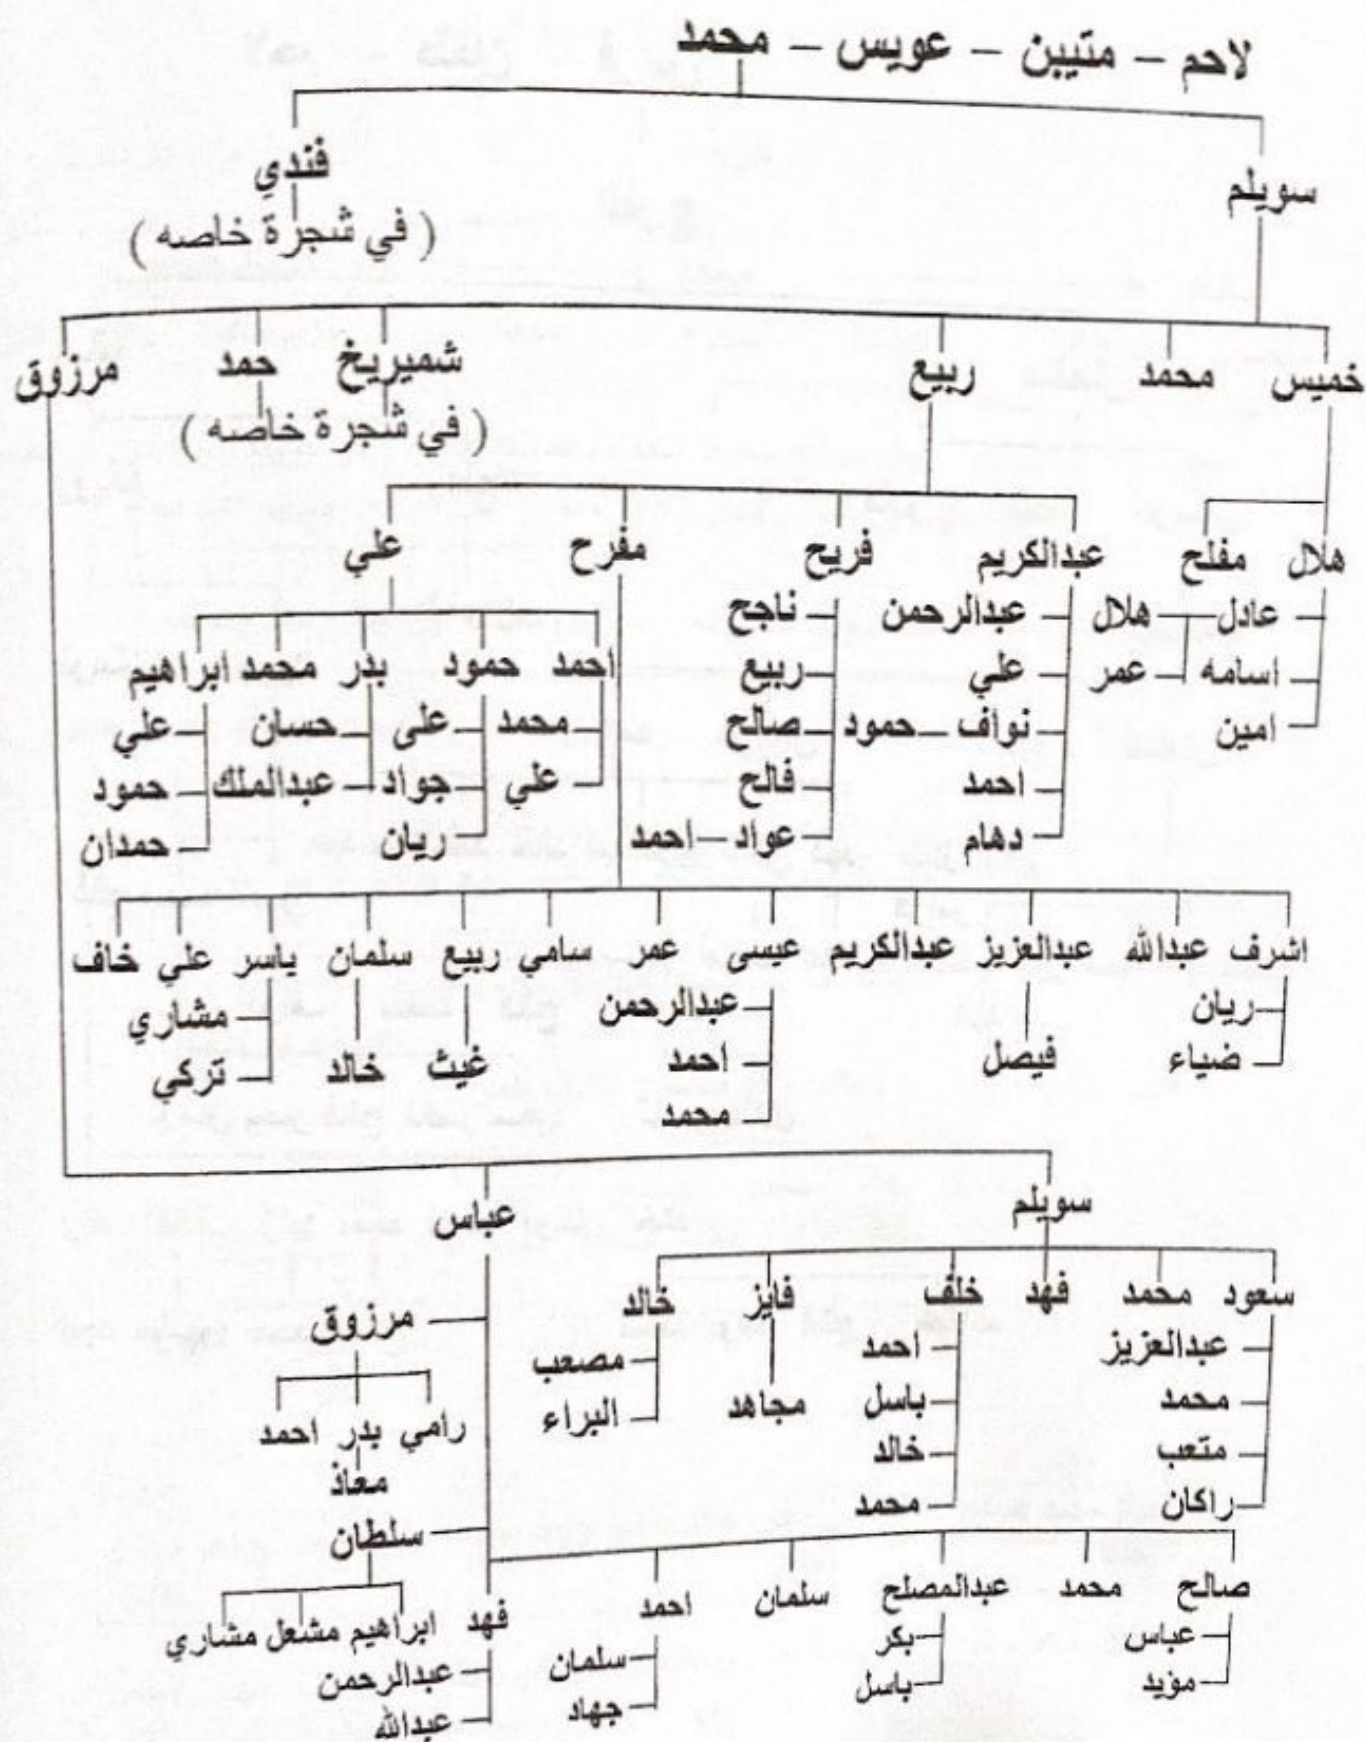 لاحم – متيبن – عويس – محمد
سويلم فندي
( في شجرة خاصه )
خميس محمد ربيع شميريخ حمد مرزوق
( في شجرة خاصه )
هلال مفلح عبدالكريم فريح مفرح علي
عادل هلال عبدالرحمن ناجح
اسامه عمر علي ربيع احمد حمود بدر محمد ابراهيم
امين نواف حمود صالح محمد على حسان علي
احمد فالح علي جواد عبدالملك حمود
دهام عواد احمد ريان حمدان
اشرف عبدالله عبدالعزيز عبدالكريم عيسى عمر سامي ربيع سلمان ياسر علي خاف
ريان عبدالرحمن مشاري
ضياء فيصل احمد غيث خالد تركي
محمد
سويلم عباس
سعود محمد فهد خلف فايز خالد مرزوق
عبدالعزيز احمد مصعب
محمد باسل مجاهد البراء رامي بدر احمد
متعب خالد معاذ
راكان محمد سلطان
صالح محمد عبدالمصلح سلمان احمد فهد ابراهيم مشعل مشاري
عباس بكر سلمان عبدالرحمن
مؤيد باسل جهاد عبدالله